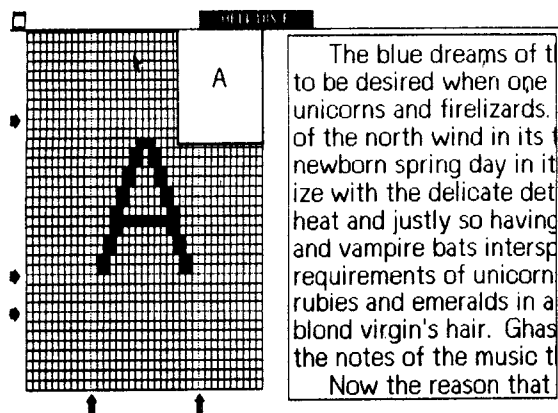 A
The blue dreams of t
to be desired when one
unicorns and firelizards.
of the north wind in its
newborn spring day in it
ize with the delicate det
heat and justly so having
and vampire bats intersp
requirements of unicorn
rubies and emeralds in a
blond virgin's hair. Ghas
the notes of the music t
Now the reason that